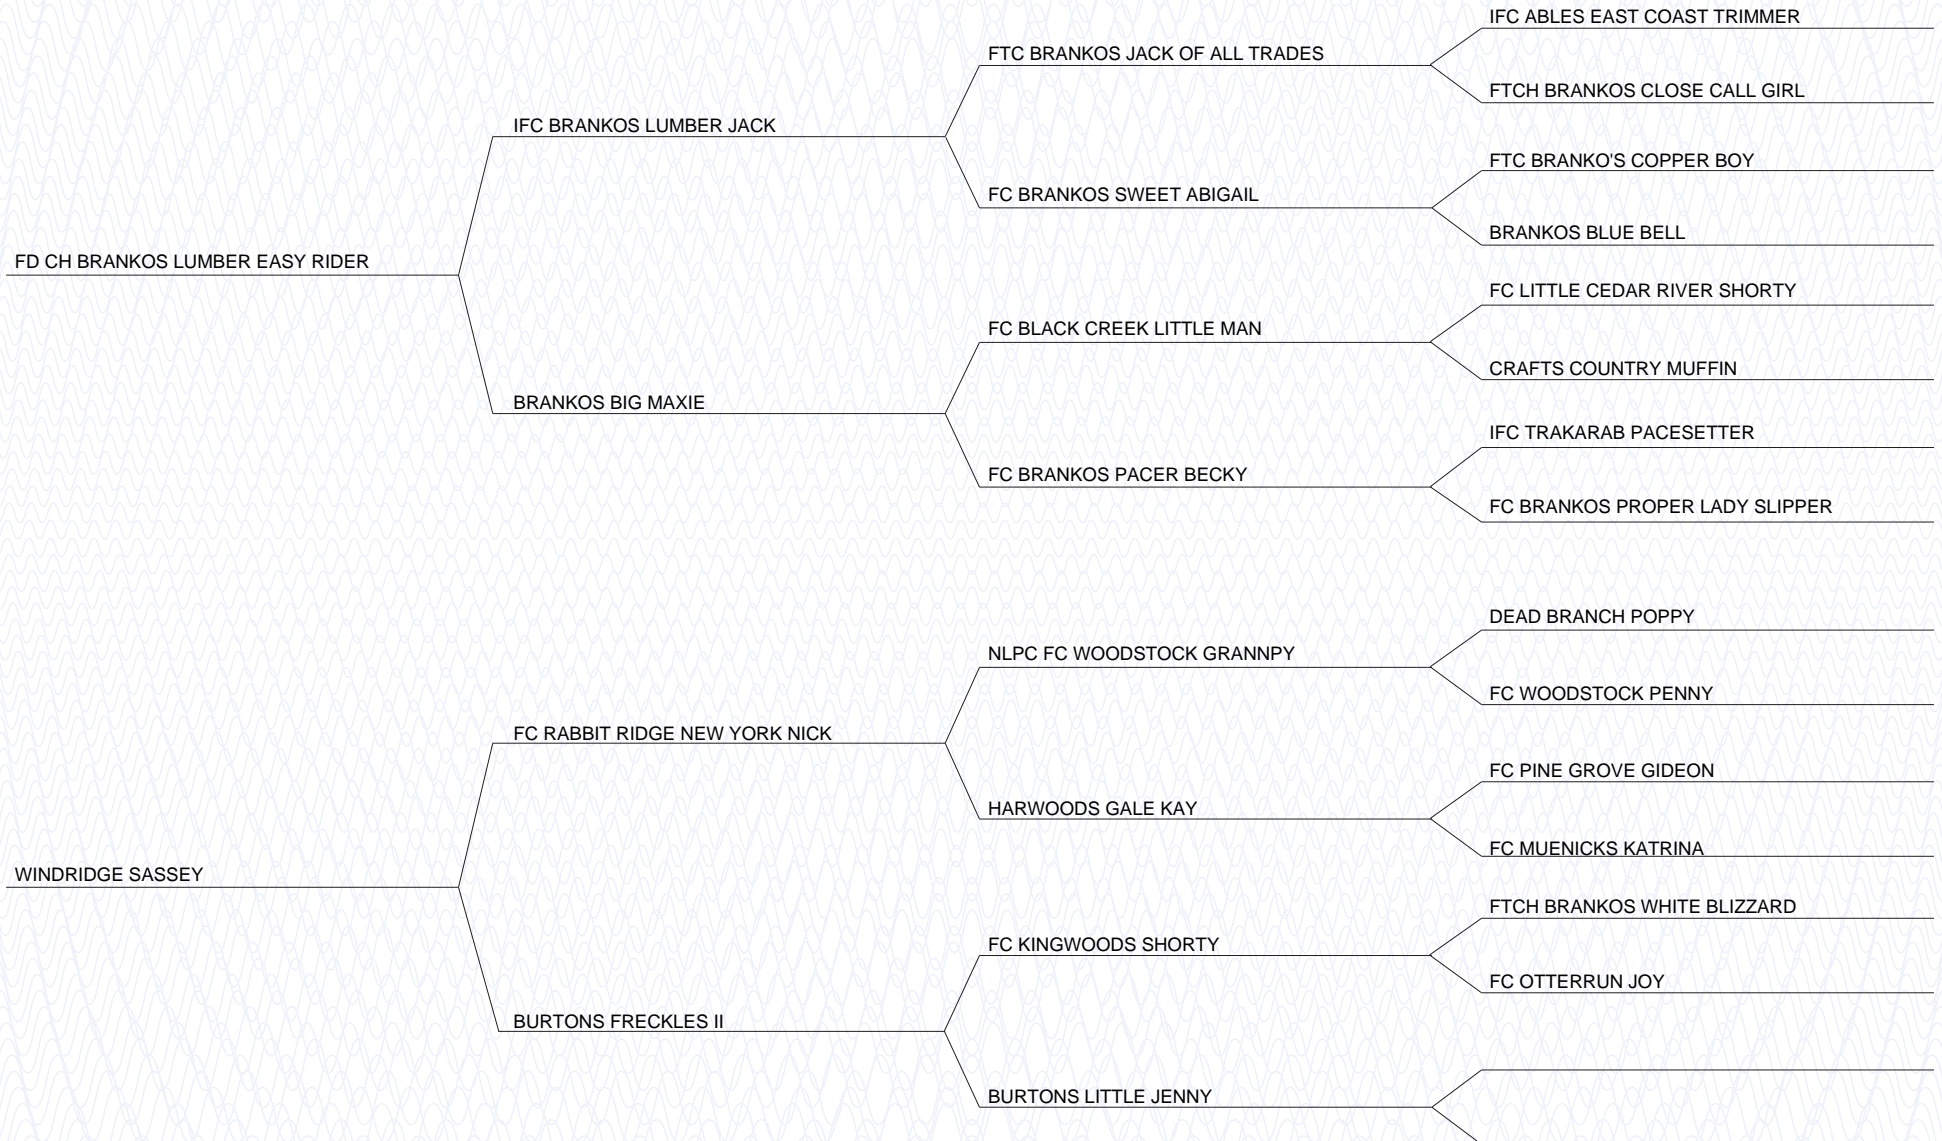 IFC ABLES EAST COAST TRIMMER
FTC BRANKOS JACK OF ALL TRADES
FTCH BRANKOS CLOSE CALL GIRL
IFC BRANKOS LUMBER JACK
FTC BRANKO'S COPPER BOY
FC BRANKOS SWEET ABIGAIL
BRANKOS BLUE BELL
FD CH BRANKOS LUMBER EASY RIDER
FC LITTLE CEDAR RIVER SHORTY
FC BLACK CREEK LITTLE MAN
CRAFTS COUNTRY MUFFIN
BRANKOS BIG MAXIE
IFC TRAKARAB PACESETTER
FC BRANKOS PACER BECKY
FC BRANKOS PROPER LADY SLIPPER
DEAD BRANCH POPPY
NLPC FC WOODSTOCK GRANNPY
FC WOODSTOCK PENNY
FC RABBIT RIDGE NEW YORK NICK
FC PINE GROVE GIDEON
HARWOODS GALE KAY
FC MUENICKS KATRINA
WINDRIDGE SASSEY
FTCH BRANKOS WHITE BLIZZARD
FC KINGWOODS SHORTY
FC OTTERRUN JOY
BURTONS FRECKLES II
BURTONS LITTLE JENNY